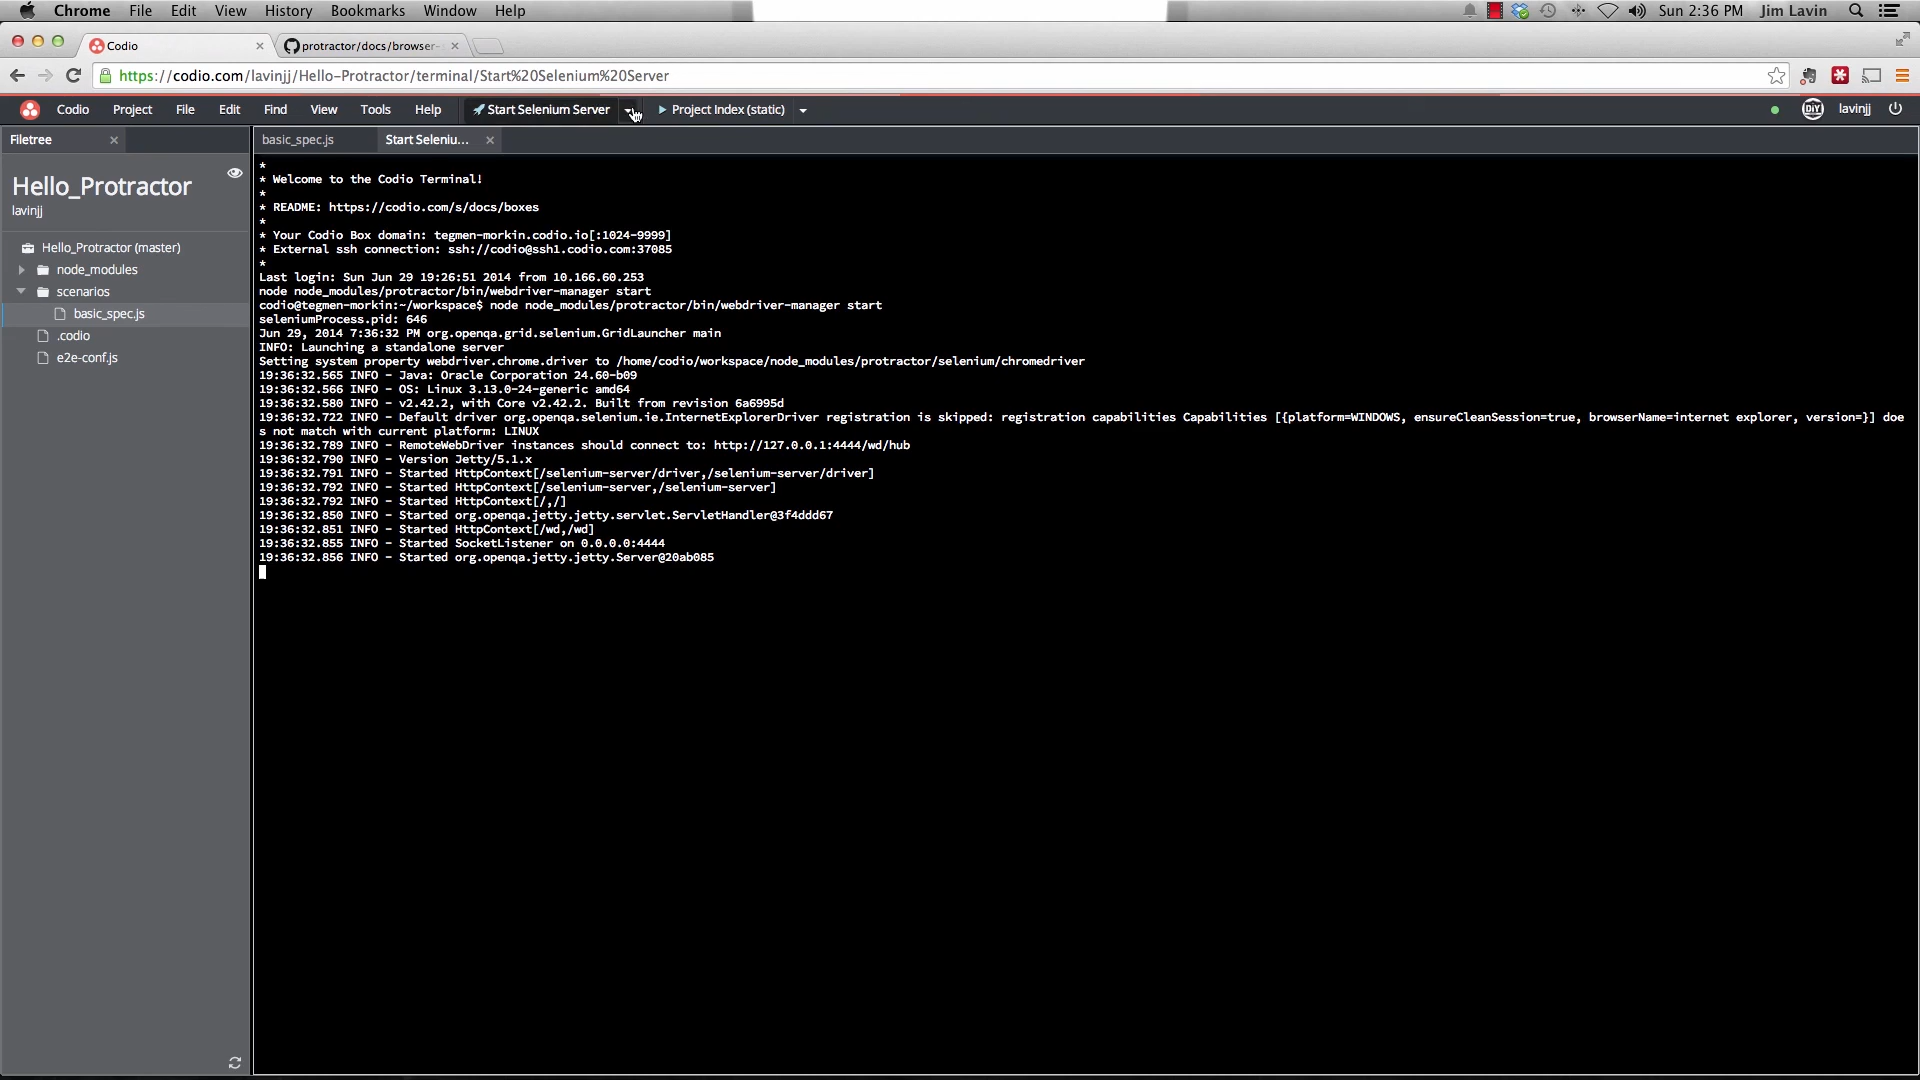 Chrome File Edit View History Bookmarks Window Help Sun 2:36 PM Jim Lavin
Codio protractor/docs/browser-
https://codio.com/lavinjj/Hello-Protractor/terminal/Start%20Selenium%20Server
Codio Project File Edit Find View Tools Help Start Selenium Server Project Index (static) DIY lavinjj
Filetree basic_spec.js Start Seleniu...
Hello_Protractor
lavinjj
Hello_Protractor (master)
node_modules
scenarios
basic_spec.js
.codio
e2e-conf.js
*
* Welcome to the Codio Terminal!
*
* README: https://codio.com/s/docs/boxes
*
* Your Codio Box domain: tegmen-morkin.codio.io[:1024-9999]
* External ssh connection: ssh://codio@ssh1.codio.com:37085
*
Last login: Sun Jun 29 19:26:51 2014 from 10.166.60.253
node node_modules/protractor/bin/webdriver-manager start
codio@tegmen-morkin:~/workspace$ node node_modules/protractor/bin/webdriver-manager start
seleniumProcess.pid: 646
Jun 29, 2014 7:36:32 PM org.openqa.grid.selenium.GridLauncher main
INFO: Launching a standalone server
Setting system property webdriver.chrome.driver to /home/codio/workspace/node_modules/protractor/selenium/chromedriver
19:36:32.565 INFO - Java: Oracle Corporation 24.60-b09
19:36:32.566 INFO - OS: Linux 3.13.0-24-generic amd64
19:36:32.580 INFO - v2.42.2, with Core v2.42.2. Built from revision 6a6995d
19:36:32.722 INFO - Default driver org.openqa.selenium.ie.InternetExplorerDriver registration is skipped: registration capabilities Capabilities [{platform=WINDOWS, ensureCleanSession=true, browserName=internet explorer, version=}] doe
s not match with current platform: LINUX
19:36:32.789 INFO - RemoteWebDriver instances should connect to: http://127.0.0.1:4444/wd/hub
19:36:32.790 INFO - Version Jetty/5.1.x
19:36:32.791 INFO - Started HttpContext[/selenium-server/driver,/selenium-server/driver]
19:36:32.792 INFO - Started HttpContext[/selenium-server,/selenium-server]
19:36:32.792 INFO - Started HttpContext[/,/]
19:36:32.850 INFO - Started org.openqa.jetty.jetty.servlet.ServletHandler@3f4ddd67
19:36:32.851 INFO - Started HttpContext[/wd,/wd]
19:36:32.855 INFO - Started SocketListener on 0.0.0.0:4444
19:36:32.856 INFO - Started org.openqa.jetty.jetty.Server@20ab085